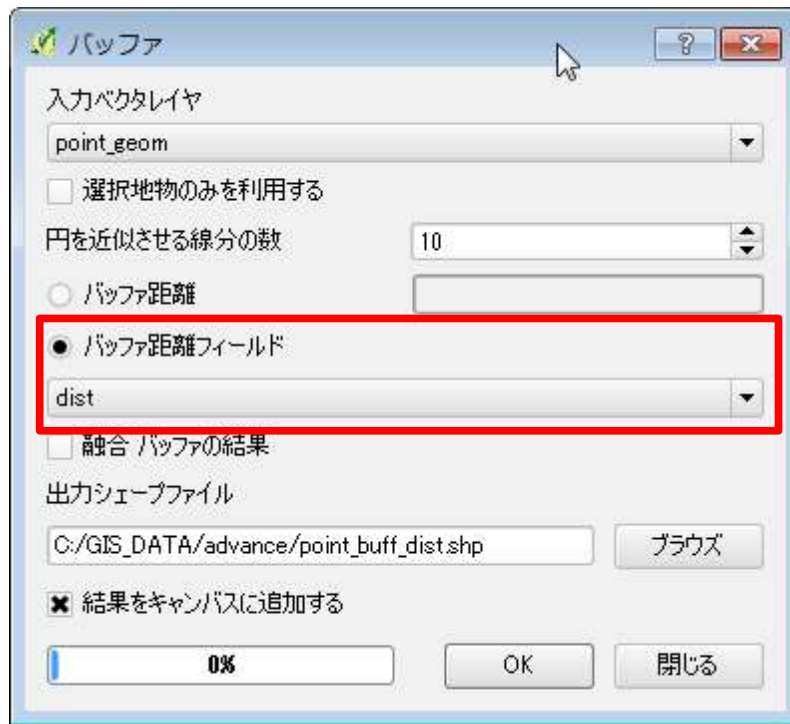 バッファ
入力ベクタレイヤ
point_geom
選択地物のみを利用する
円を近似させる線分の数
10
バッファ距離
バッファ距離フィールド
dist
融合 バッファの結果
出力シェープファイル
C:/GIS_DATA/advance/point_buff_dist.shp
ブラウズ
結果をキャンバスに追加する
0%
OK
閉じる